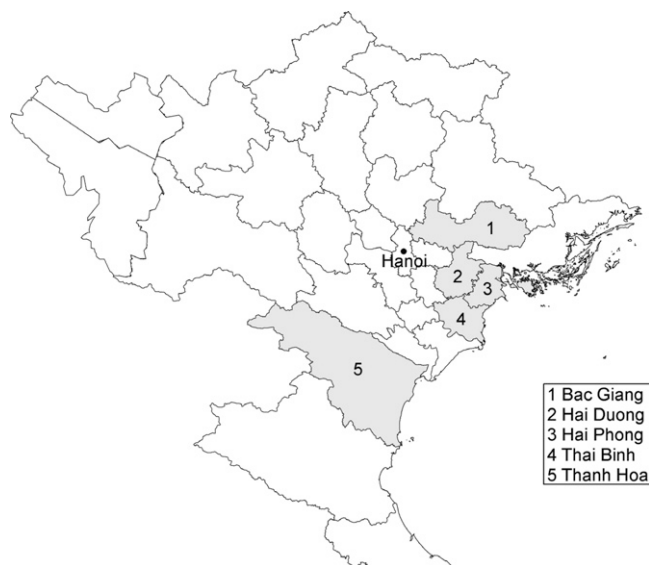 1
Hanoi
2
3
4
5
1 Bac Giang
2 Hai Duong
3 Hai Phong
4 Thai Binh
5 Thanh Hoa